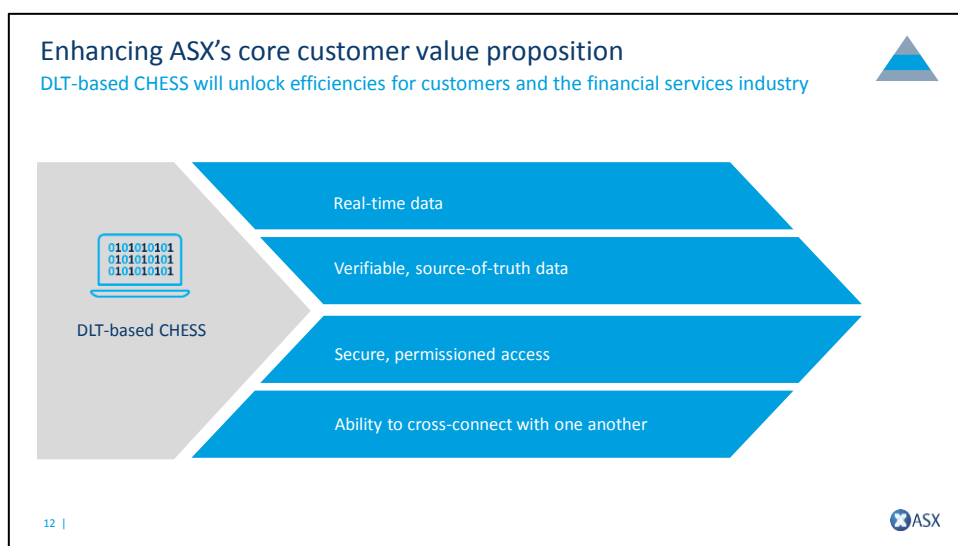 Enhancing ASX's core customer value proposition
DLT-based CHESS will unlock efficiencies for customers and the financial services industry
Real-time data
Verifiable, source-of-truth data
0101010101
0101010101
0101010101
DLT-based CHESS
Secure, permissioned access
Ability to cross-connect with one another
12 |
ASX